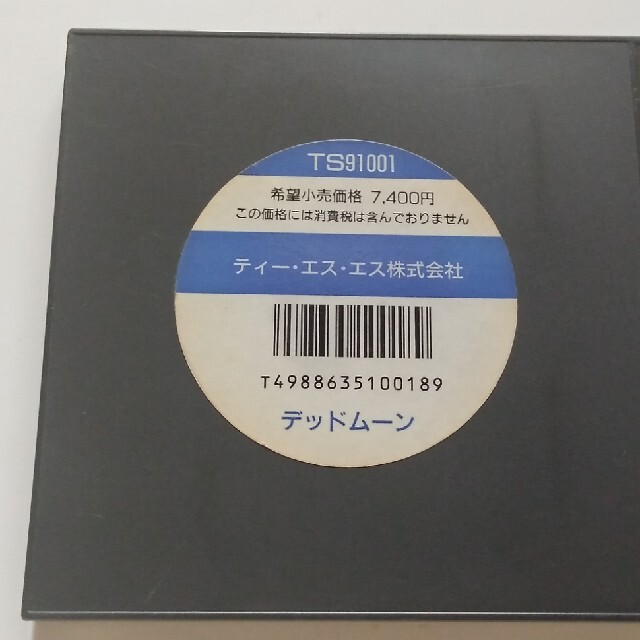 TS91001
希望小売価格 7,400円
この価格には消費税は含んでおりません
ティー・エス・エス株式会社
T4988635100189
デッドムーン